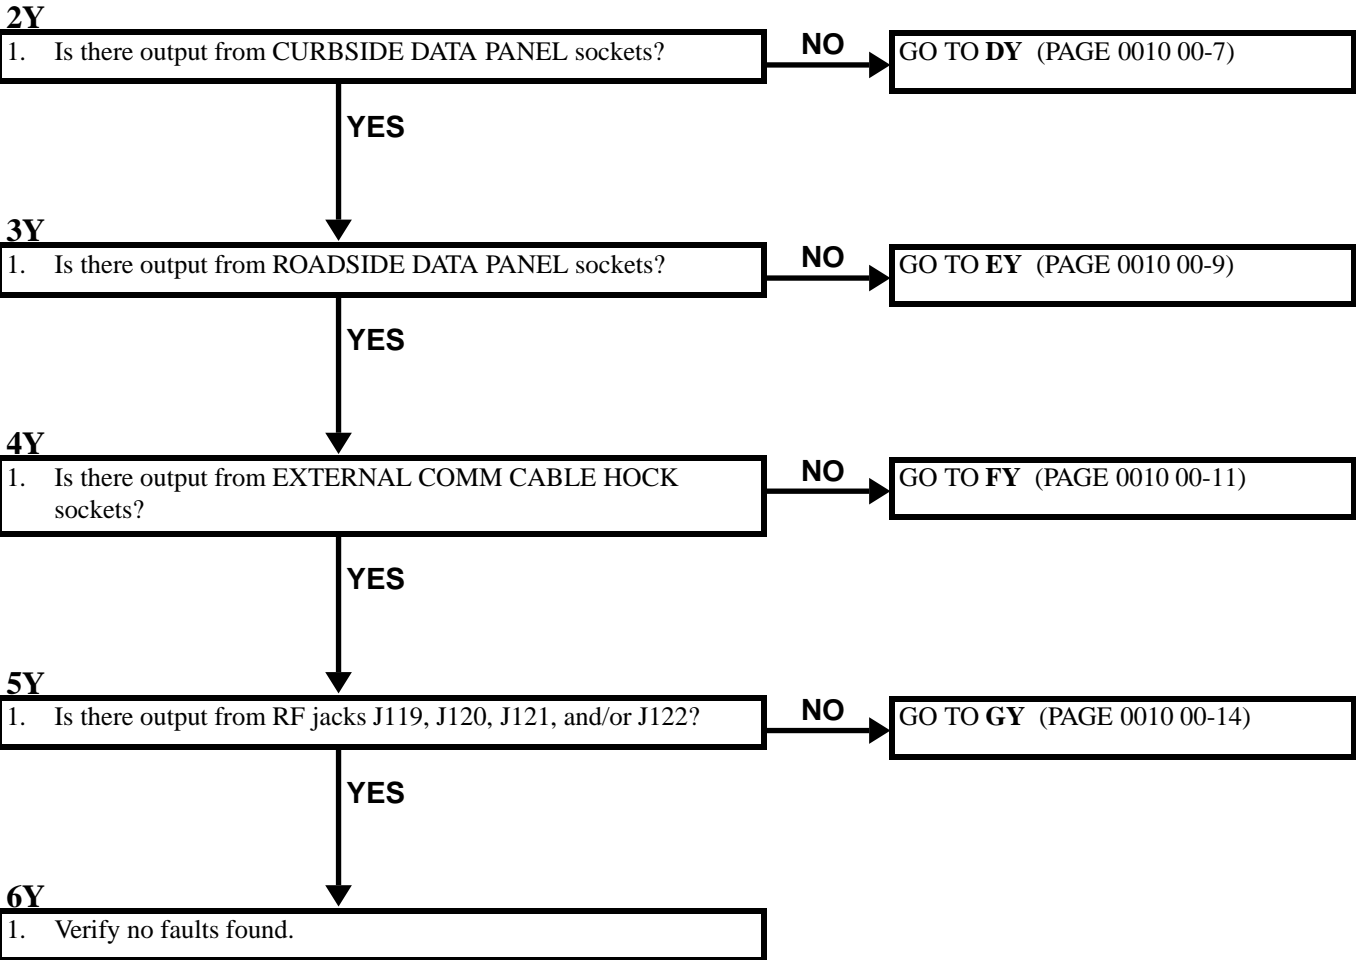 2Y
1. Is there output from CURBSIDE DATA PANEL sockets?
NO
GO TO DY (PAGE 0010 00-7)
YES
3Y
1. Is there output from ROADSIDE DATA PANEL sockets?
NO
GO TO EY (PAGE 0010 00-9)
YES
4Y
1. Is there output from EXTERNAL COMM CABLE HOCK
sockets?
NO
GO TO FY (PAGE 0010 00-11)
YES
5Y
1. Is there output from RF jacks J119, J120, J121, and/or J122?
NO
GO TO GY (PAGE 0010 00-14)
YES
6Y
1. Verify no faults found.